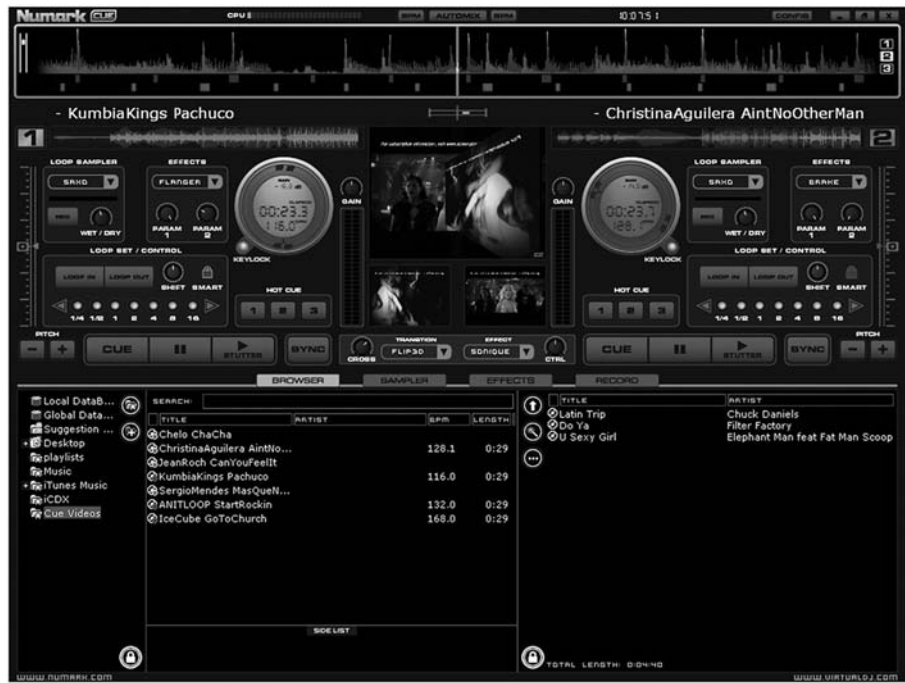 Numark CUE CPU BPM AUTOMIX BPM 10:07:51 CONFIG X
1
2
3
- KumbiaKings Pachuco - ChristinaAguilera AintNoOtherMan
1 2
LOOP SAMPLER EFFECTS LOOP SAMPLER EFFECTS
SAND FLANGER GAIN GAIN SAND BRAKE
00:23.3 00:23.7
116.0 128.1
REC WET / DRY PARAM 1 PARAM 2 REC WET / DRY PARAM 1 PARAM 2
KEYLOCK KEYLOCK
LOOP SET / CONTROL LOOP SET / CONTROL
LOOP IN LOOP OUT SHIFT SMART HOT CUE HOT CUE LOOP IN LOOP OUT SHIFT SMART
1/4 1/2 1 2 4 8 16 1 2 3 1 2 3 1/4 1/2 1 2 4 8 16
PITCH TRANSITION EFFECT PITCH
- + CUE STUTTER SYNC CROSS FLIP3D SONIQUE CTRL CUE STUTTER SYNC - +
BROWSER SAMPLER EFFECTS RECORD
Local DataB...
Global Data...
Suggestion ...
+ Desktop
playlists
Music
+ iTunes Music
iCDX
Cue Videos
SEARCH:
TITLE ARTIST BPM LENGTH
Chelo ChaCha
ChristinaAguilera AintNo... 128.1 0:29
JeanRoch CanYouFeelIt
KumbiaKings Pachuco 116.0 0:29
SergioMendes MasQueN...
ANITLOOP StartRockin 132.0 0:29
IceCube GoToChurch 168.0 0:29
SIDE LIST
TITLE ARTIST
Latin Trip Chuck Daniels
Do Ya Filter Factory
U Sexy Girl Elephant Man feat Fat Man Scoop
TOTAL LENGTH: 0:04:40
WWW.NUMARK.COM WWW.VIRTUALDJ.COM